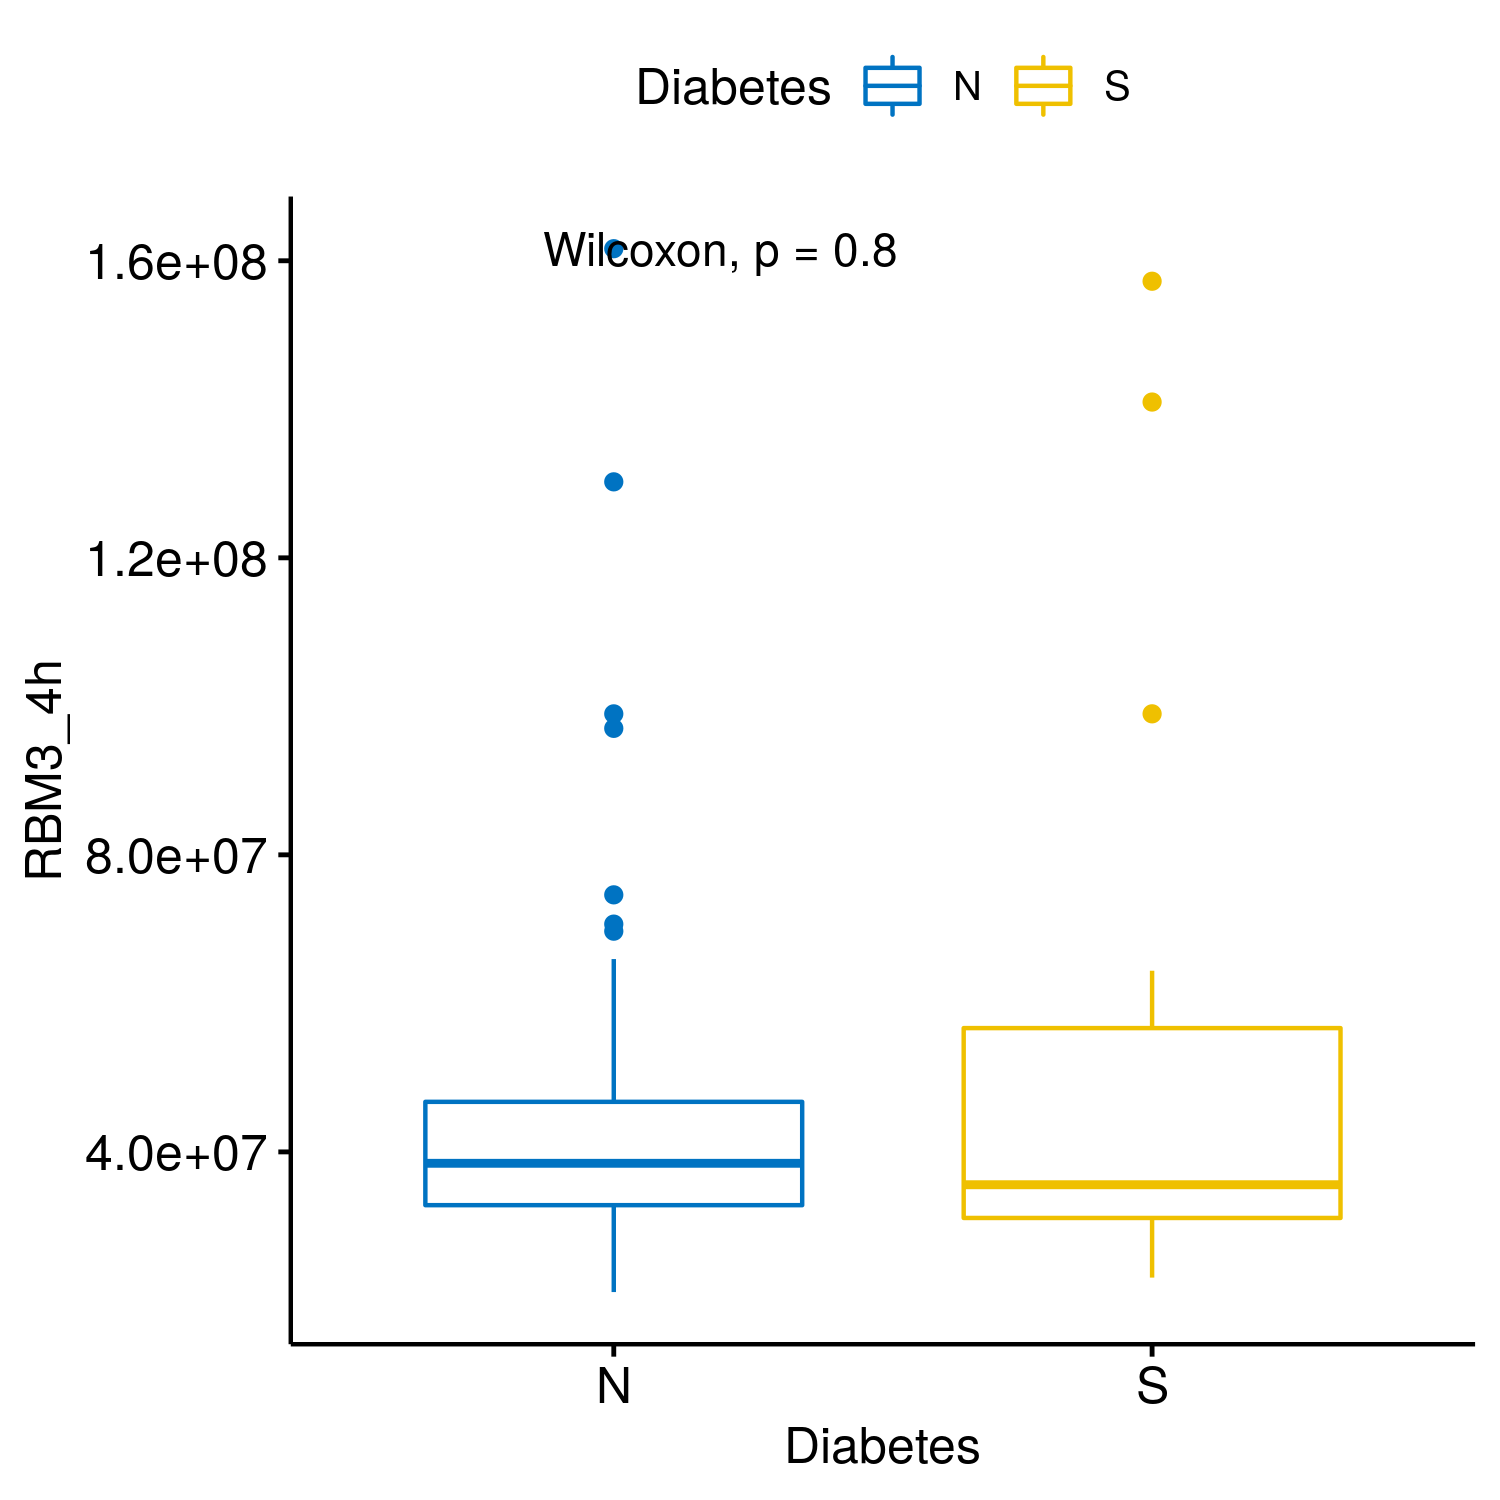 Diabetes N S
Wilcoxon, p = 0.8
1.6e+08
1.2e+08
8.0e+07
4.0e+07
RBM3_4h
N S
Diabetes